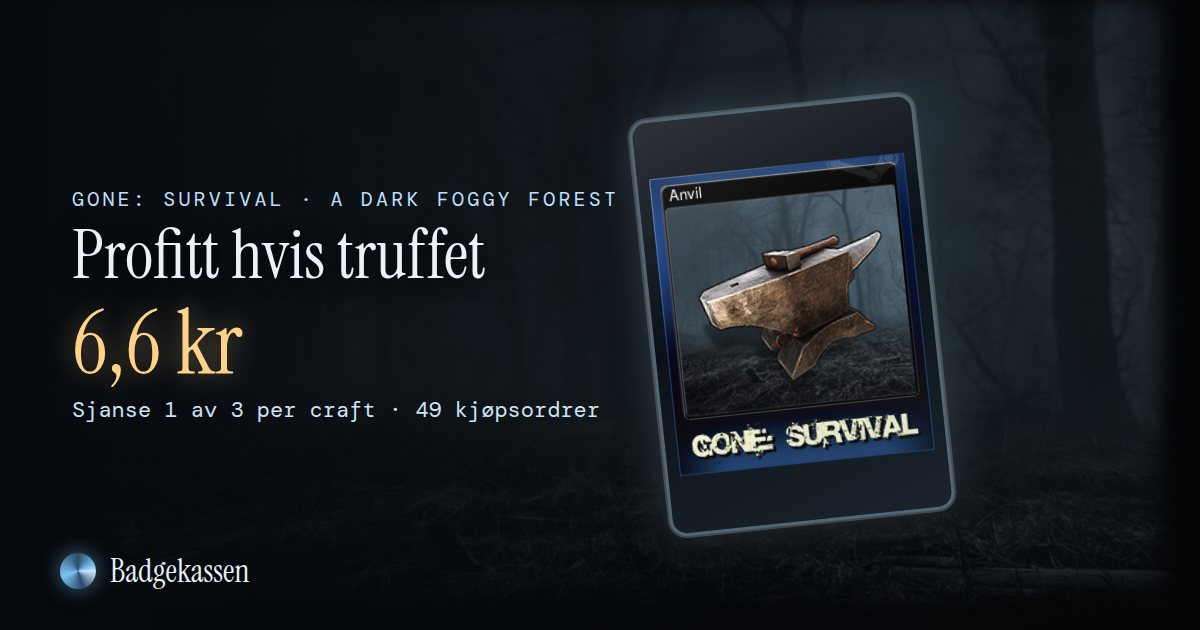 GONE: SURVIVAL · A DARK FOGGY FOREST
Profitt hvis truffet
6,6 kr
Sjanse 1 av 3 per craft · 49 kjøpsordrer
Anvil
GONE: SURVIVAL
Badgekassen